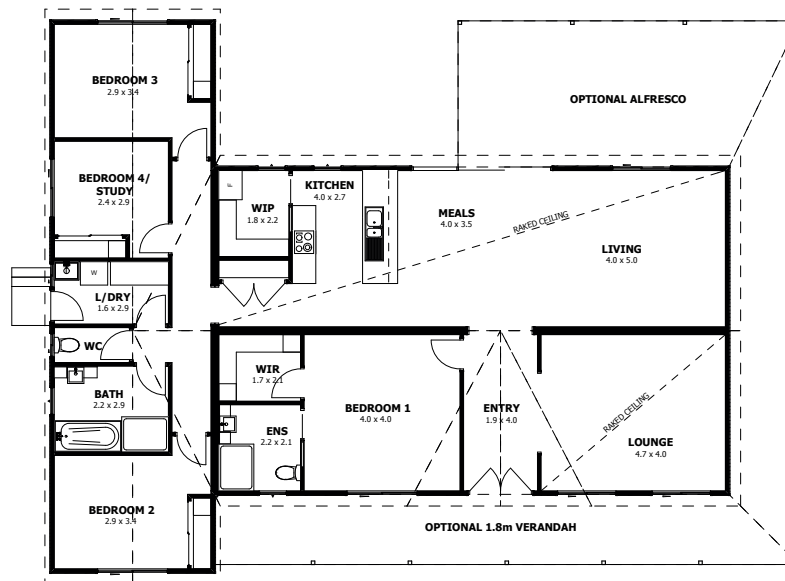 BEDROOM 3
2.9 x 3.4
OPTIONAL ALFRESCO
BEDROOM 4/
STUDY
2.4 x 2.9
F
WIP
1.8 x 2.2
KITCHEN
4.0 x 2.7
MEALS
4.0 x 3.5
RAKED CEILING
LIVING
4.0 x 5.0
W
L/DRY
1.6 x 2.9
WC
BATH
2.2 x 2.9
WIR
1.7 x 2.1
ENS
2.2 x 2.1
BEDROOM 1
4.0 x 4.0
ENTRY
1.9 x 4.0
RAKED CEILING
LOUNGE
4.7 x 4.0
BEDROOM 2
2.9 x 3.4
OPTIONAL 1.8m VERANDAH